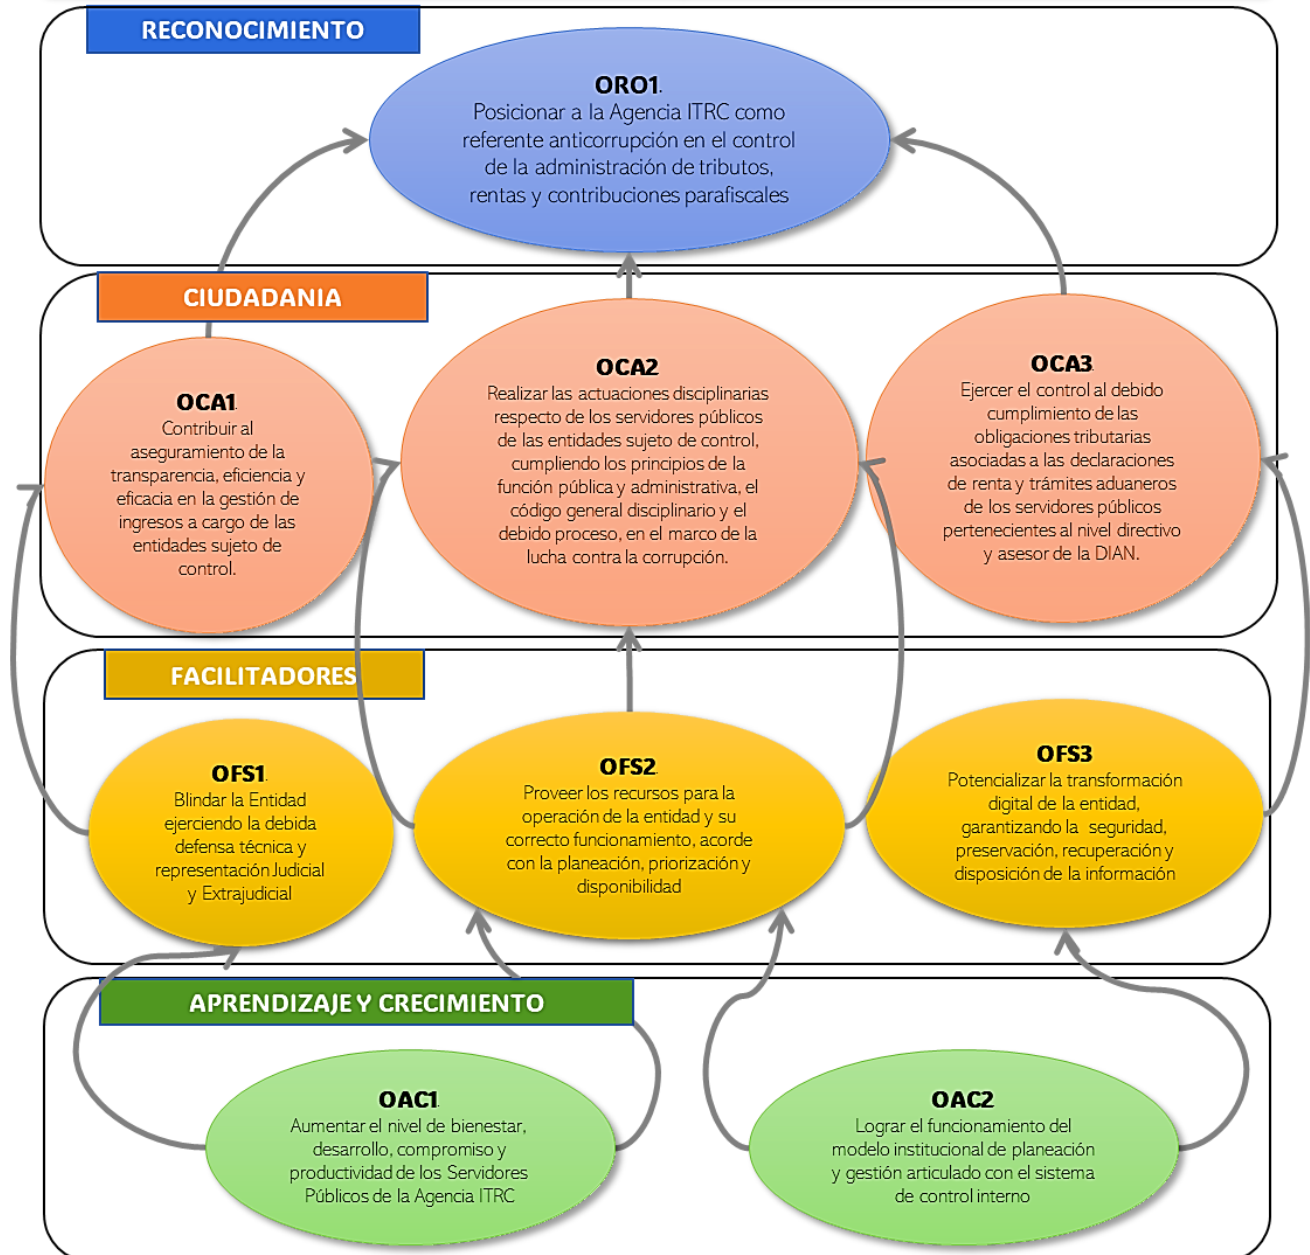 RECONOCIMIENTO
ORO1.
Posicionar a la Agencia ITRC como
referente anticorrupción en el control
de la administración de tributos,
rentas y contribuciones parafiscales
CIUDADANIA
OCA1.
Contribuir al
aseguramiento de la
transparencia, eficiencia y
eficacia en la gestión de
ingresos a cargo de las
entidades sujeto de
control.
OCA2.
Realizar las actuaciones disciplinarias
respecto de los servidores públicos
de las entidades sujeto de control,
cumpliendo los principios de la
función pública y administrativa, el
código general disciplinario y el
debido proceso, en el marco de la
lucha contra la corrupción.
OCA3.
Ejercer el control al debido
cumplimiento de las
obligaciones tributarias
asociadas a las declaraciones
de renta y trámites aduaneros
de los servidores públicos
pertenecientes al nivel directivo
y asesor de la DIAN.
FACILITADORES
OFS1.
Blindar la Entidad
ejerciendo la debida
defensa técnica y
representación Judicial
y Extrajudicial
OFS2.
Proveer los recursos para la
operación de la entidad y su
correcto funcionamiento, acorde
con la planeación, priorización y
disponibilidad
OFS3.
Potencializar la transformación
digital de la entidad,
garantizando la seguridad,
preservación, recuperación y
disposición de la información
APRENDIZAJE Y CRECIMIENTO
OAC1.
Aumentar el nivel de bienestar,
desarrollo, compromiso y
productividad de los Servidores
Públicos de la Agencia ITRC
OAC2.
Lograr el funcionamiento del
modelo institucional de planeación
y gestión articulado con el sistema
de control interno